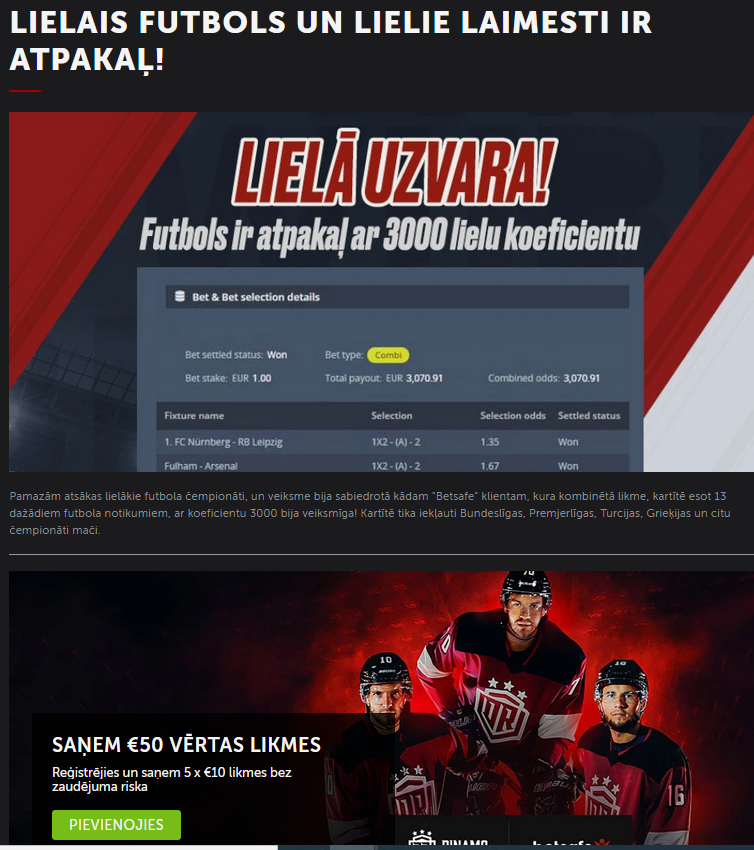 LIELAIS FUTBOLS UN LIELIE LAIMESTI IR
ATPAKAĻ!
LIELĀ UZVARA!
Futbols ir atpakaļ ar 3000 lielu koeficientu
Bet & Bet selection details
Bet settled status: Won Bet type: Combi
Bet stake: EUR 1.00 Total payout: EUR 3,070.91 Combined odds: 3,070.91
Fixture name Selection Selection odds Settled status
1. FC Nürnberg - RB Leipzig 1X2 - (A) - 2 1.35 Won
Fulham - Arsenal 1X2 - (A) - 2 1.67 Won
Pamazām atsākas lielākie futbola čempionāti, un veiksme bija sabiedrotā kādam "Betsafe" klientam, kura kombinētā likme, kartītē esot 13
dažādiem futbola notikumiem, ar koeficientu 3000 bija veiksmīga! Kartītē tika iekļauti Bundeslīgas, Premjerlīgas, Turcijas, Grieķijas un citu
čempionāti mači.
70
10
10
70
16
SAŅEM €50 VĒRTAS LIKMES
Reģistrējies un saņem 5 x €10 likmes bez
zaudējuma riska
PIEVIENOJIES
DINAMO betsafe